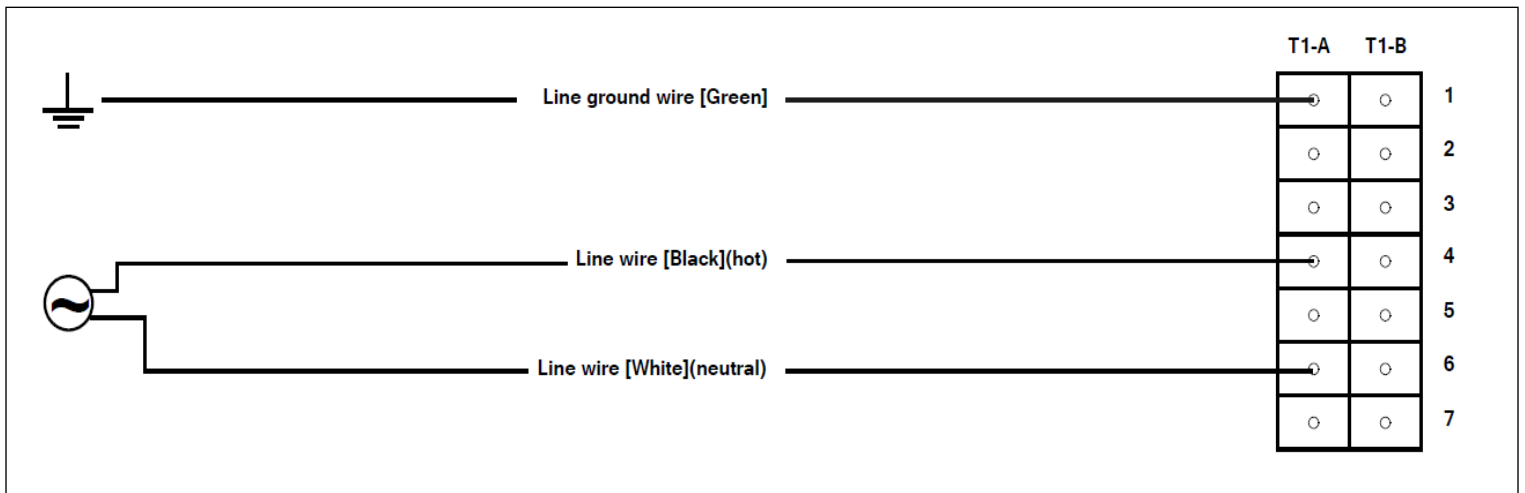 T1-A T1-B
Line ground wire [Green] 1
2
3
Line wire [Black](hot) 4
5
Line wire [White](neutral) 6
7